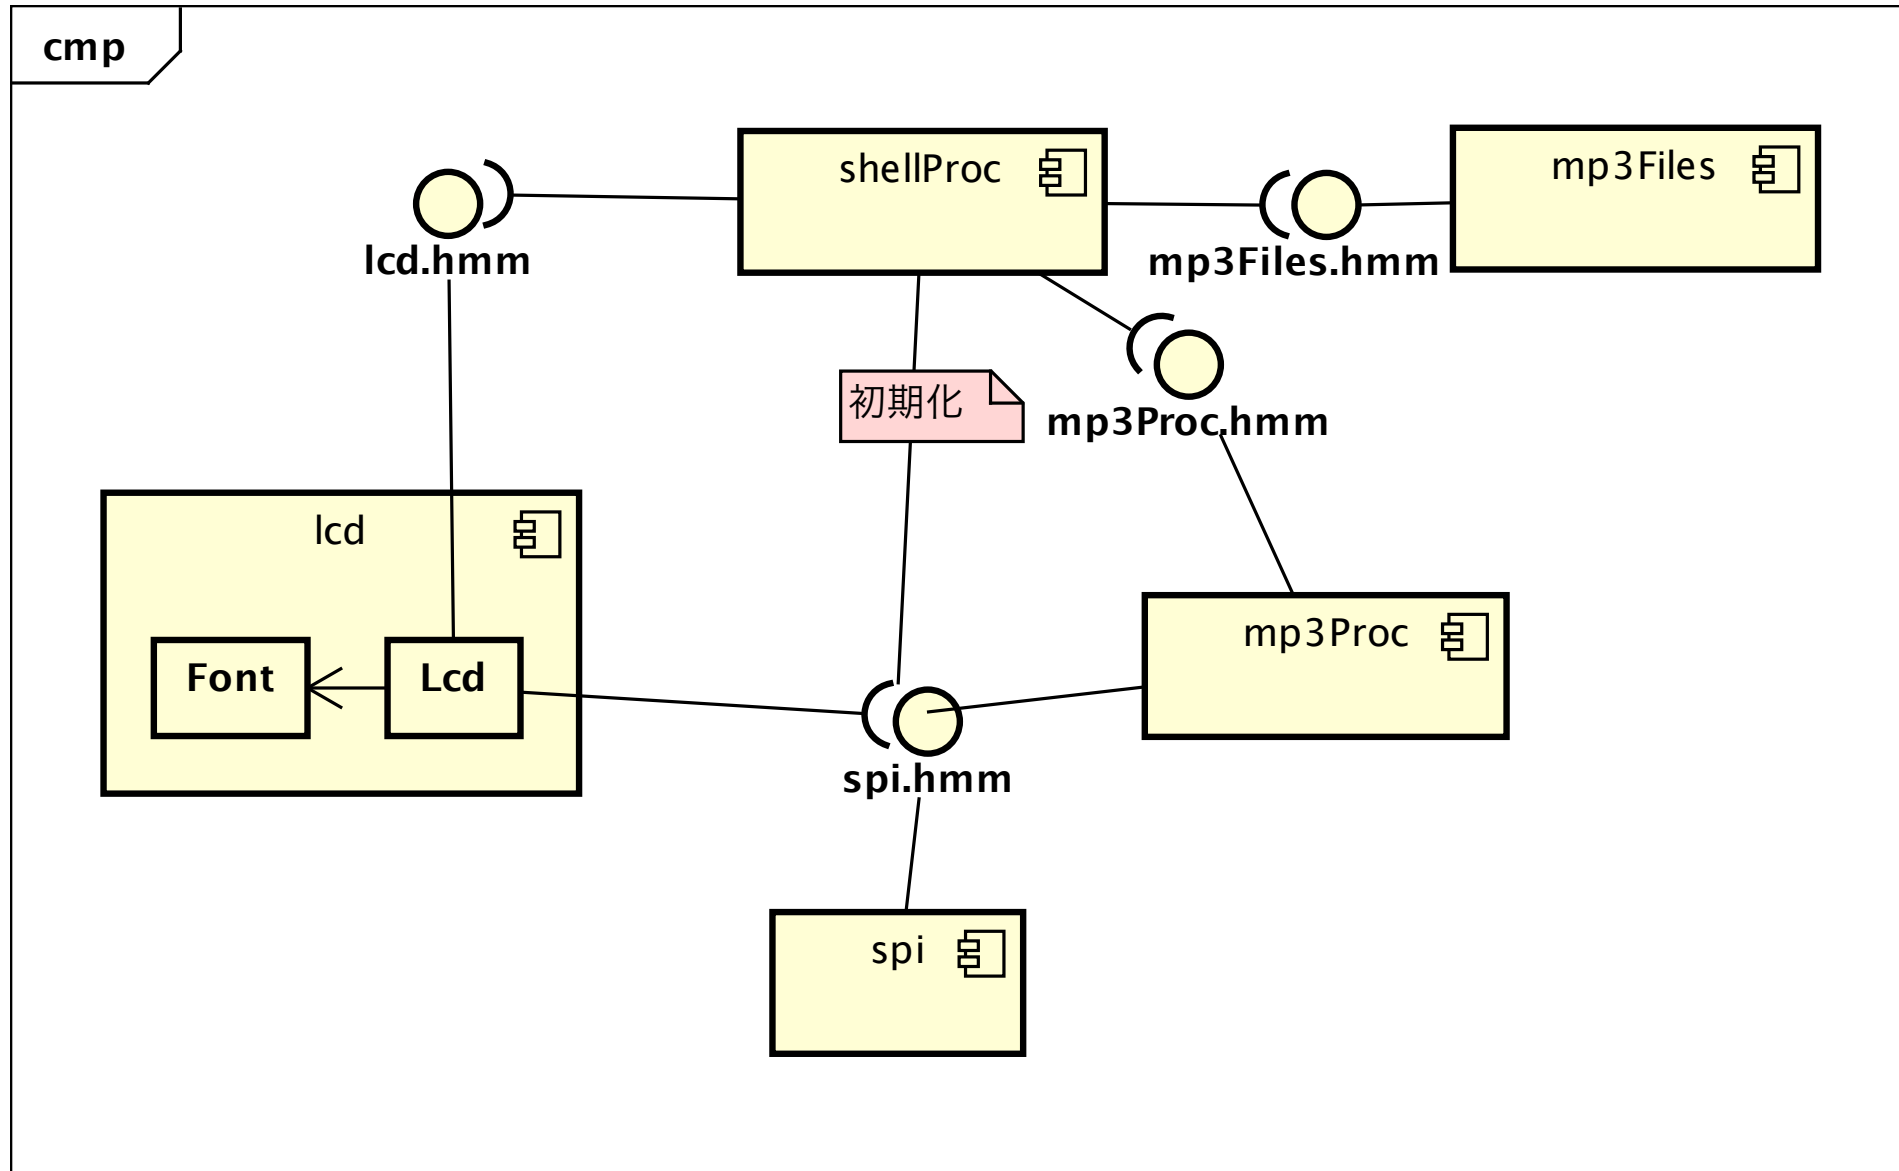 cmp
shellProc
mp3Files
lcd.hmm
mp3Files.hmm
初期化
mp3Proc.hmm
lcd
mp3Proc
Font
Lcd
spi.hmm
spi